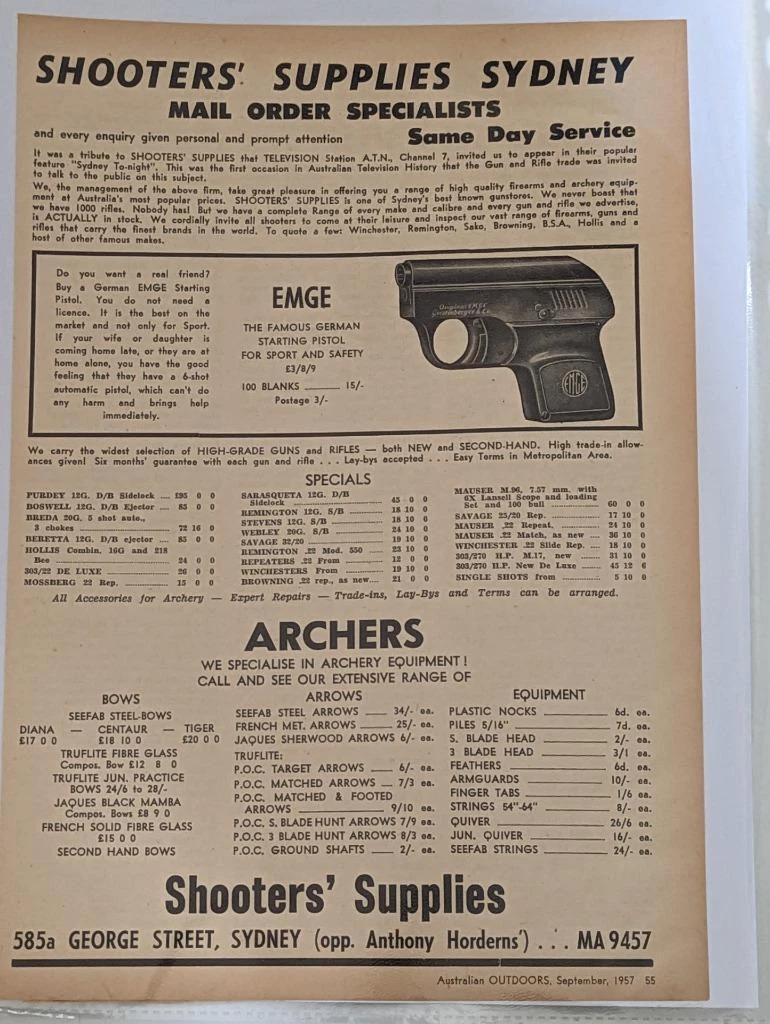 SHOOTERS' SUPPLIES SYDNEY
MAIL ORDER SPECIALISTS
and every enquiry given personal and prompt attention Same Day Service
It was a tribute to SHOOTERS' SUPPLIES that TELEVISION Station A.T.N., Channel 7, invited us to appear in their popular
feature "Sydney To-night". This was the first occasion in Australian Television History that the Gun and Rifle trade was invited
to talk to the public on this subject.
We, the management of the above firm, take great pleasure in offering you a range of high quality firearms and archery equip-
ment at Australia's most popular prices. SHOOTERS' SUPPLIES is one of Sydney's best known gunstores. We never boast that
we have 1000 rifles. Nobody has! But we have a complete Range of every make and calibre and every gun and rifle we advertise,
is ACTUALLY in stock. We cordially invite all shooters to come at their leisure and inspect our vast range of firearms, guns and
rifles that carry the finest brands in the world. To quote a few: Winchester, Remington, Sako, Browning, B.S.A., Hollis and a
host of other famous makes.
Do you want a real friend?
Buy a German EMGE Starting
Pistol. You do not need a
licence. It is the best on the
market and not only for Sport.
If your wife or daughter is
coming home late, or they are at
home alone, you have the good
feeling that they have a 6-shot
automatic pistol, which can't do
any harm and brings help
immediately.
EMGE
THE FAMOUS GERMAN
STARTING PISTOL
FOR SPORT AND SAFETY
£3/8/9
100 BLANKS 15/-
Postage 3/-
Original EMGE
Gerstenberger & Co.
EMGE
We carry the widest selection of HIGH-GRADE GUNS and RIFLES — both NEW and SECOND-HAND. High trade-in allow-
ances given! Six months' guarantee with each gun and rifle . . . Lay-bys accepted . . . Easy Terms in Metropolitan Area.
SPECIALS
PURDEY 12G. D/B Sidelock .... £95 0 0
BOSWELL 12G. D/B Ejector .... 85 0 0
BREDA 20G. 5 shot auto.,
3 chokes 72 16 0
BERETTA 12G. D/B ejector .... 85 0 0
HOLLIS Combin. 16G and 218
Bee 24 0 0
303/22 DE LUXE 26 0 0
MOSSBERG 22 Rep. 15 0 0
SARASQUETA 12G. D/B
Sidelock 45 0 0
REMINGTON 12G. S/B 18 10 0
STEVENS 12G. S/B 18 10 0
WEBLEY 20G. S/B 24 10 0
SAVAGE 32/20 19 10 0
REMINGTON .22 Mod. 550 23 10 0
REPEATERS .22 From 12 0 0
WINCHESTERS From 19 10 0
BROWNING .22 rep., as new.... 21 0 0
MAUSER M.96, 7.57 mm. with
6X Lansell Scope and loading
Set and 100 bull 60 0 0
SAVAGE 25/20 Rep. 17 10 0
MAUSER .22 Repeat. 24 10 0
MAUSER .22 Match, as new 36 10 0
WINCHESTER .22 Slide Rep. 18 10 0
303/270 H.P. M.17, new 31 10 0
303/270 H.P. New De Luxe 45 12 6
SINGLE SHOTS from 5 10 0
All Accessories for Archery — Expert Repairs — Trade-ins, Lay-Bys and Terms can be arranged.
ARCHERS
WE SPECIALISE IN ARCHERY EQUIPMENT!
CALL AND SEE OUR EXTENSIVE RANGE OF
BOWS
SEEFAB STEEL-BOWS
DIANA — CENTAUR — TIGER
£17 0 0 £18 10 0 £20 0 0
TRUFLITE FIBRE GLASS
Compos. Bow £12 8 0
TRUFLITE JUN. PRACTICE
BOWS 24/6 to 28/-
JAQUES BLACK MAMBA
Compos. Bows £8 9 0
FRENCH SOLID FIBRE GLASS
£15 0 0
SECOND HAND BOWS
ARROWS
SEEFAB STEEL ARROWS 34/- ea.
FRENCH MET. ARROWS 25/- ea.
JAQUES SHERWOOD ARROWS 6/- ea.
TRUFLITE:
P.O.C. TARGET ARROWS 6/- ea.
P.O.C. MATCHED ARROWS 7/3 ea.
P.O.C. MATCHED & FOOTED
ARROWS 9/10 ea.
P.O.C. S. BLADE HUNT ARROWS 7/9 ea.
P.O.C. 3 BLADE HUNT ARROWS 8/3 ea.
P.O.C. GROUND SHAFTS 2/- ea.
EQUIPMENT
PLASTIC NOCKS 6d. ea.
PILES 5/16" 7d. ea.
S. BLADE HEAD 2/- ea.
3 BLADE HEAD 3/1 ea.
FEATHERS 6d. ea.
ARMGUARDS 10/- ea.
FINGER TABS 1/6 ea.
STRINGS 54"-64" 8/- ea.
QUIVER 26/6 ea.
JUN. QUIVER 16/- ea.
SEEFAB STRINGS 24/- ea.
Shooters' Supplies
585a GEORGE STREET, SYDNEY (opp. Anthony Horderns') . . . MA 9457
Australian OUTDOORS, September, 1957 55